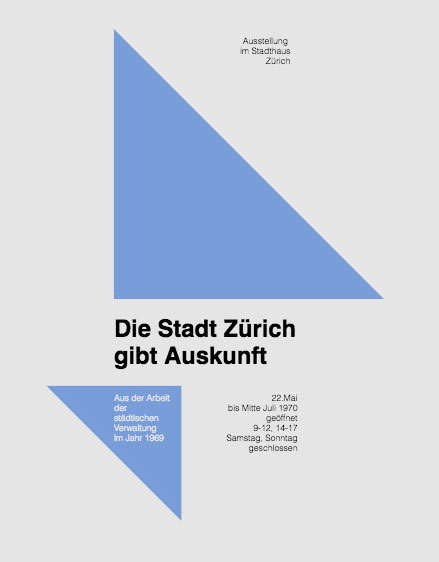 Ausstellung
im Stadthaus
Zürich
Die Stadt Zürich
gibt Auskunft
Aus der Arbeit
der
städtischen
Verwaltung
im Jahr 1969
22.Mai
bis Mitte Juli 1970
geöffnet
9-12, 14-17
Samstag, Sonntag
geschlossen